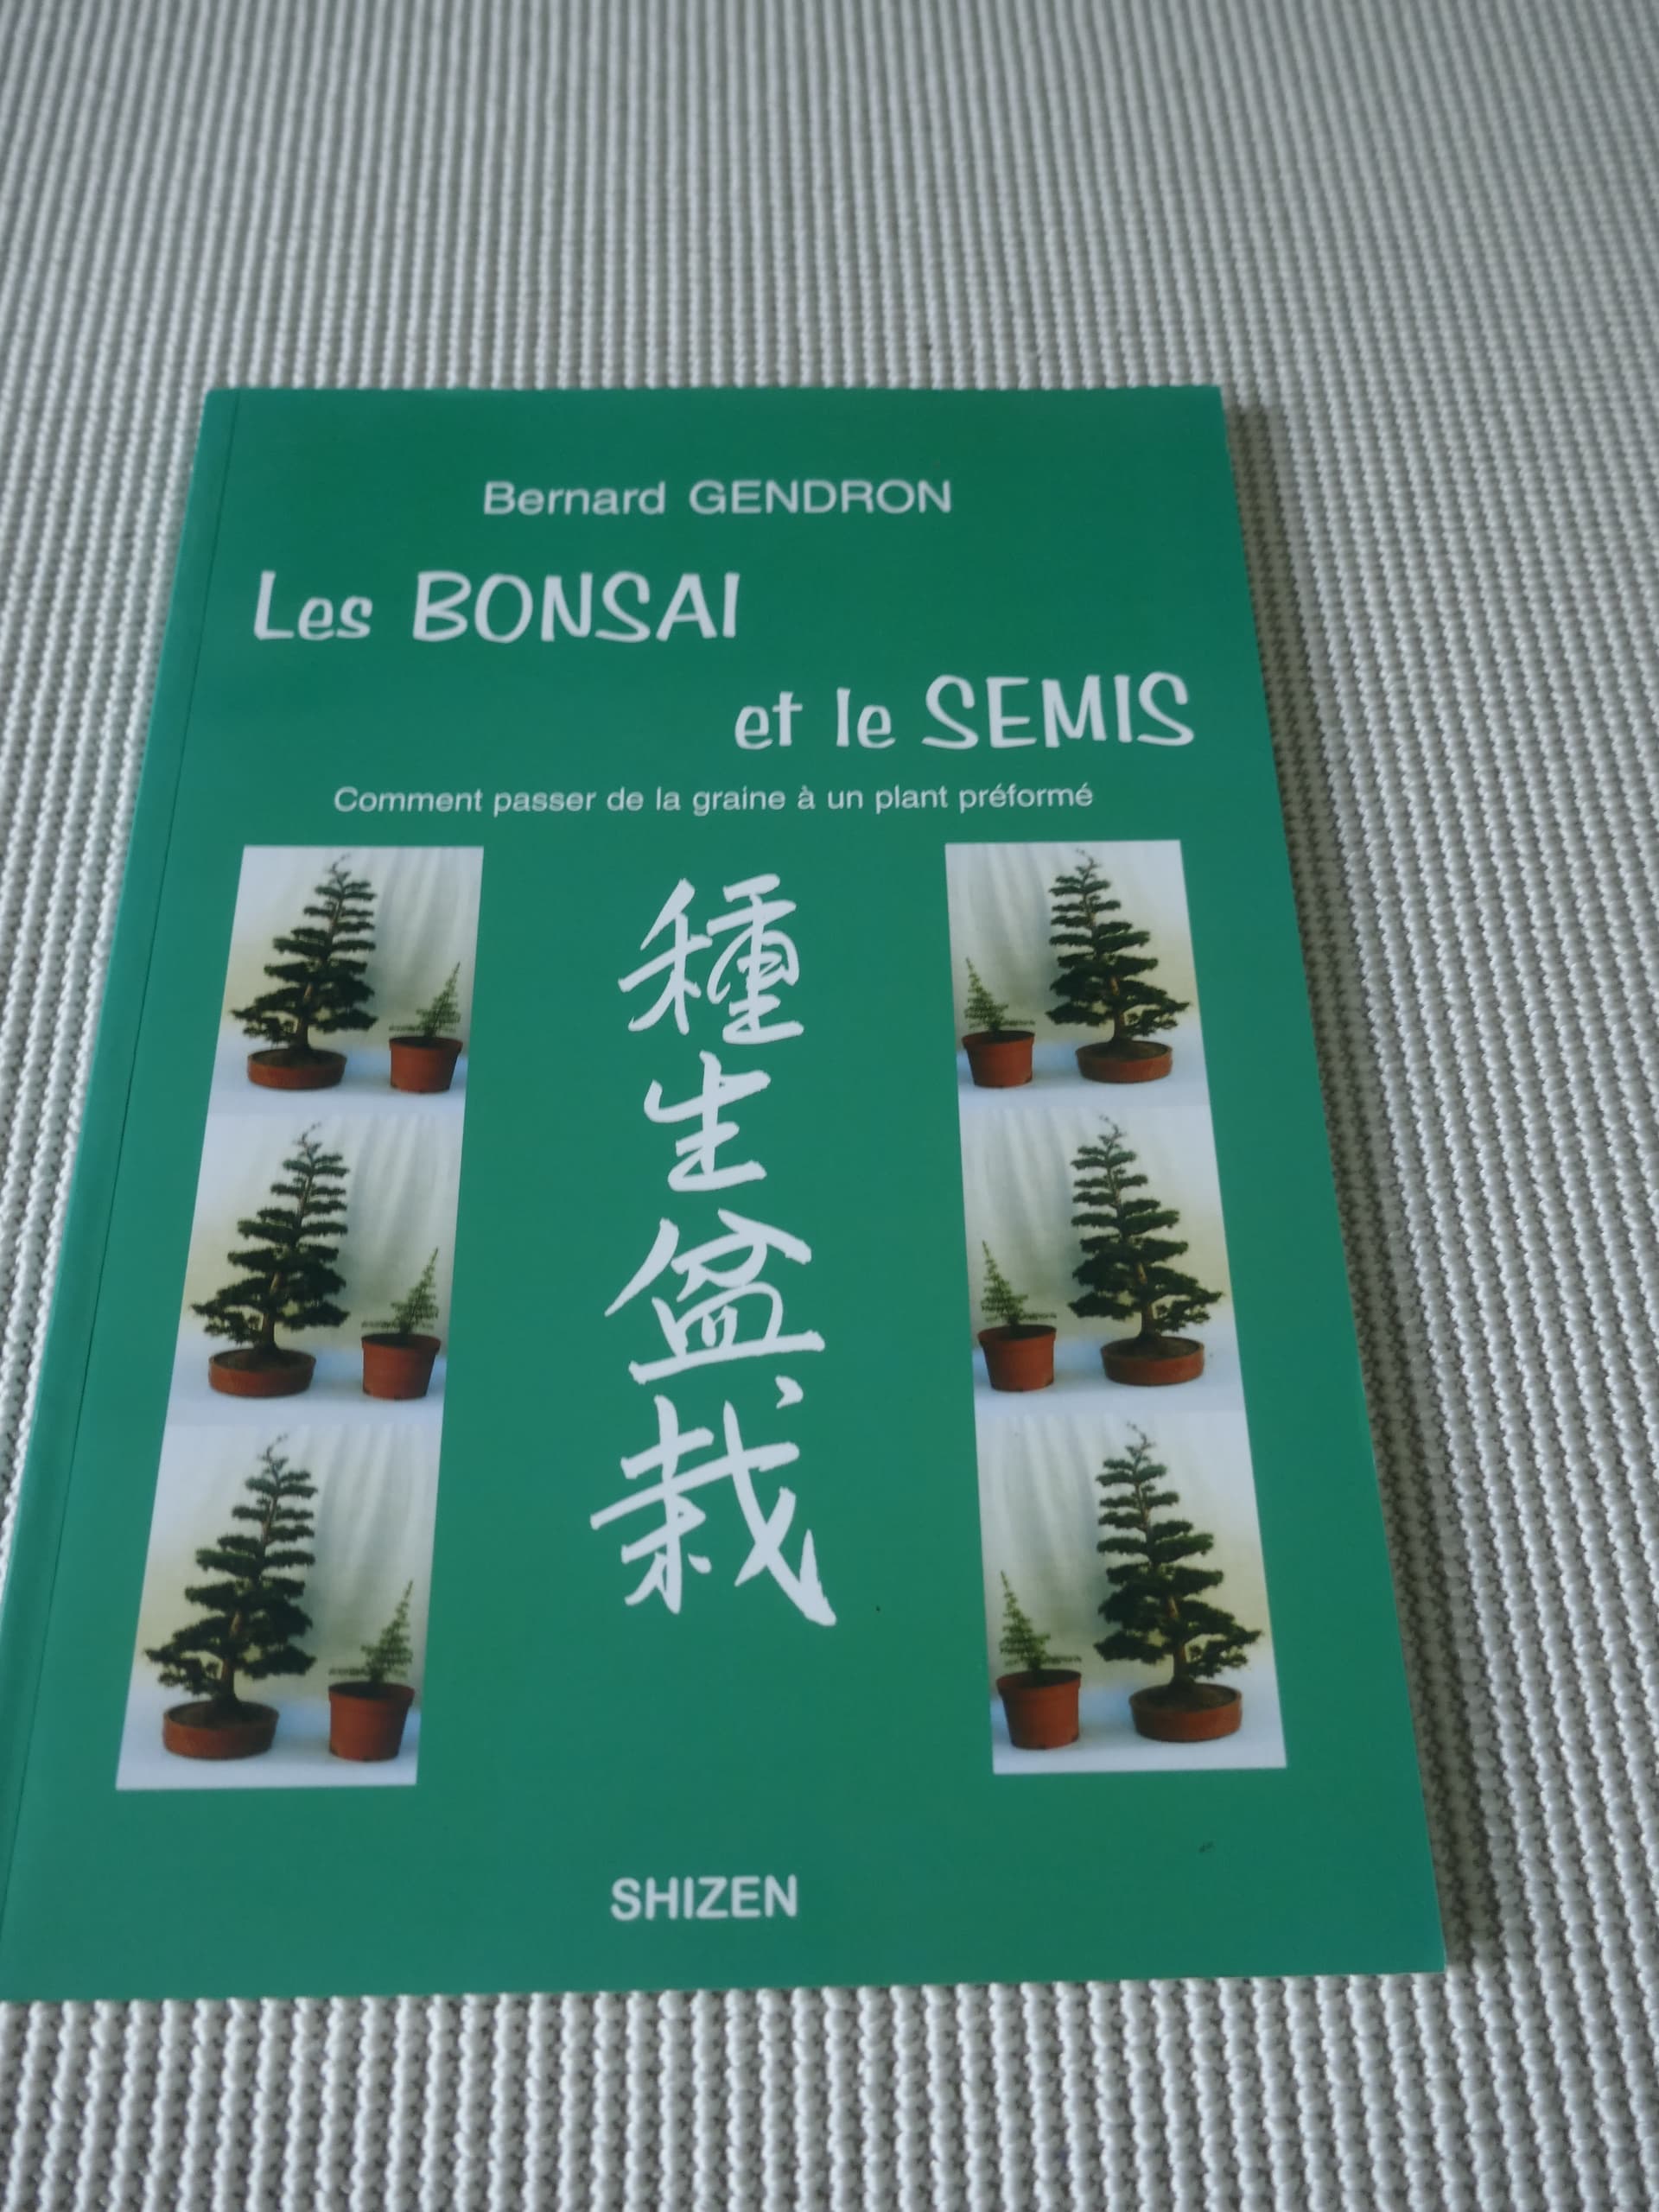 Bernard GENDRON
Les BONSAI
et le SEMIS
Comment passer de la graine à un plant préformé
種生盆栽
SHIZEN